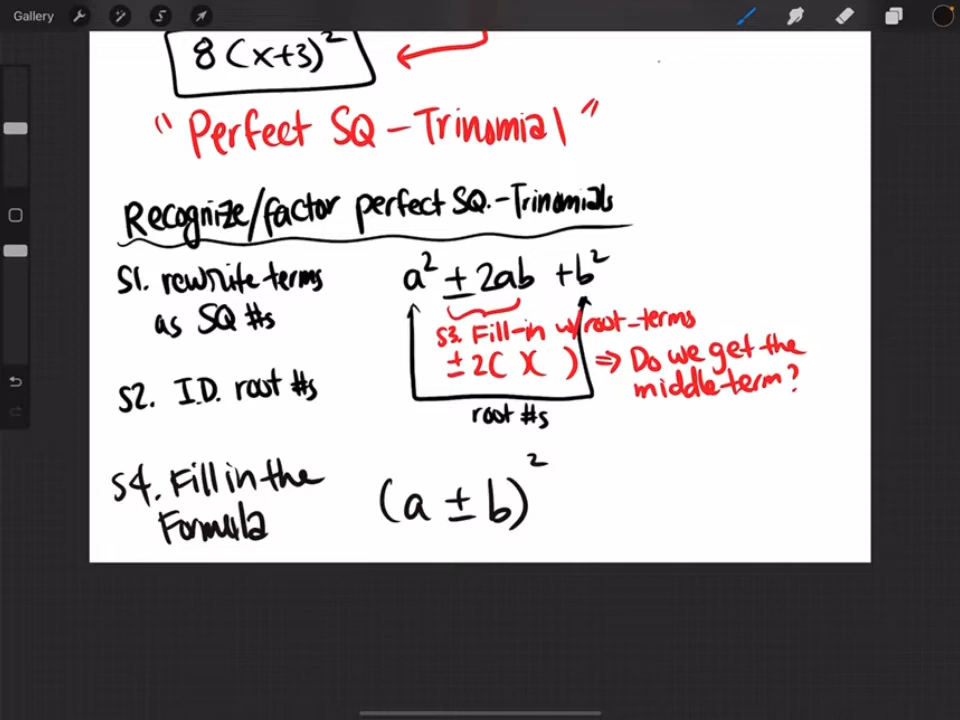 Gallery
8(x+3)²
"Perfect SQ-Trinomial"
Recognize/factor perfect SQ.-Trinomials
S1. rewrite terms
as SQ #s
a² ± 2ab + b²
S3. Fill-in w/root-terms
±2( )( ) ⇒ Do we get the
middle term?
S2. I.D. root #s
root #s
S4. Fill in the
Formula
(a ± b)²